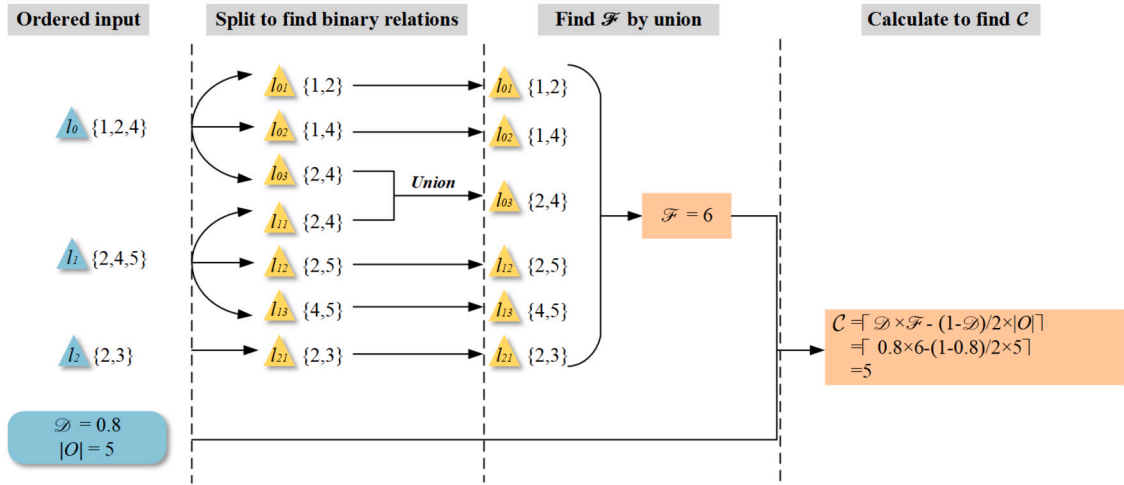 Ordered input
Split to find binary relations
Find ℱ by union
Calculate to find 𝒞
l0 {1,2,4}
l1 {2,4,5}
l2 {2,3}
𝒟 = 0.8
|O| = 5
l01 {1,2}
l02 {1,4}
l03 {2,4}
l11 {2,4}
l12 {2,5}
l13 {4,5}
l21 {2,3}
Union
l01 {1,2}
l02 {1,4}
l03 {2,4}
l12 {2,5}
l13 {4,5}
l21 {2,3}
ℱ = 6
𝒞 =⌈ 𝒟×ℱ - (1-𝒟)/2×|O|⌉
=⌈ 0.8×6-(1-0.8)/2×5⌉
=5